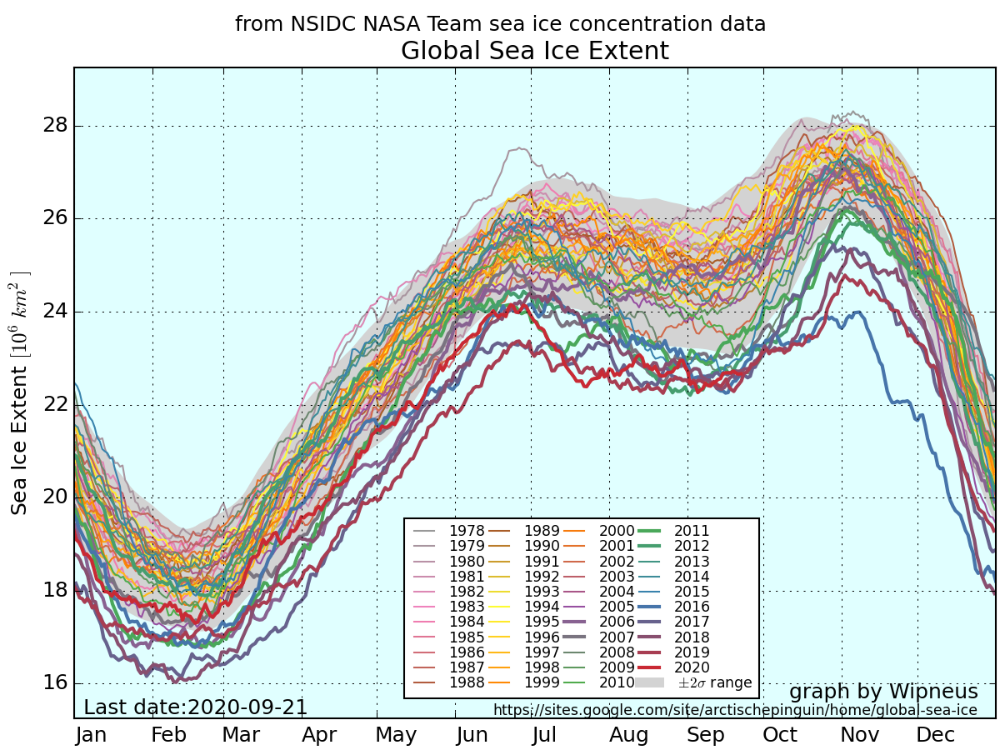 from NSIDC NASA Team sea ice concentration data
Global Sea Ice Extent
Sea Ice Extent [10^6 km^2]
28
26
24
22
20
18
16
1978 1989 2000 2011
1979 1990 2001 2012
1980 1991 2002 2013
1981 1992 2003 2014
1982 1993 2004 2015
1983 1994 2005 2016
1984 1995 2006 2017
1985 1996 2007 2018
1986 1997 2008 2019
1987 1998 2009 2020
1988 1999 2010 ±2σ range
graph by Wipneus
Last date:2020-09-21
https://sites.google.com/site/arctischepinguin/home/global-sea-ice
Jan Feb Mar Apr May Jun Jul Aug Sep Oct Nov Dec